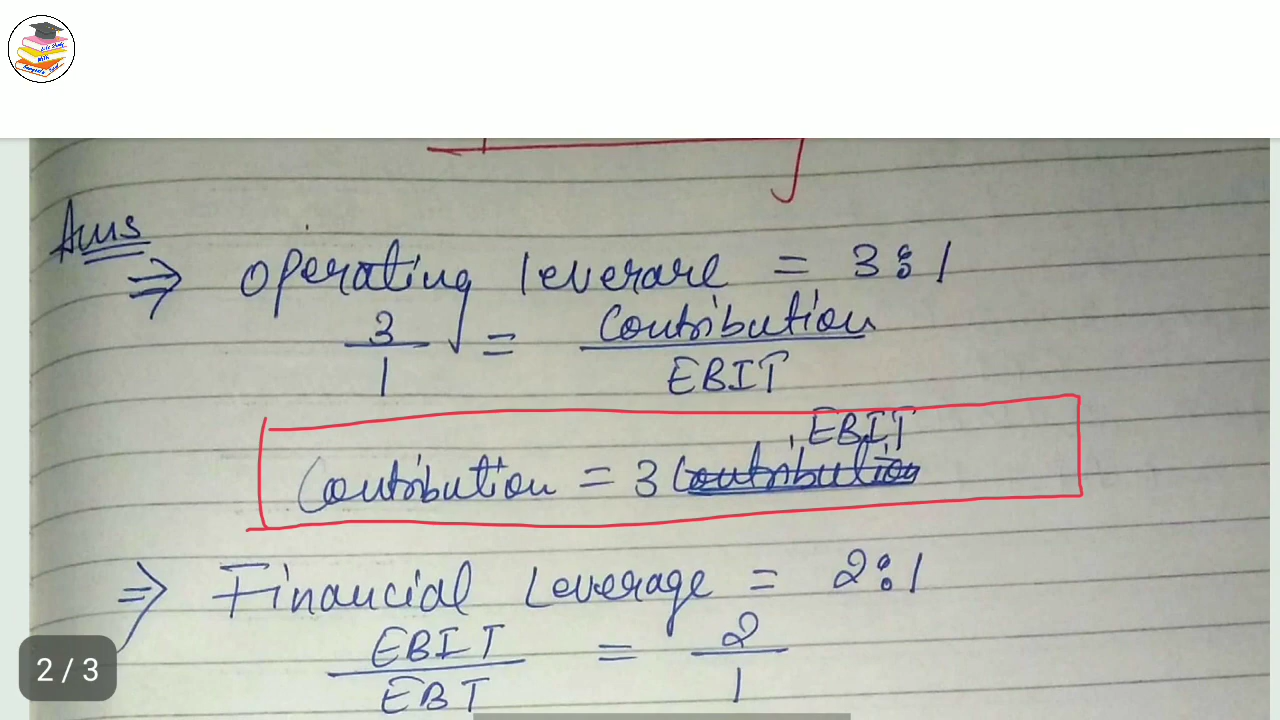 Ans
⇒ Operating leverare = 3:1
3/1 = Contribution/EBIT
EBIT
Contribution = 3 Contribution
⇒ Financial Leverage = 2:1
EBIT/EBT = 2/1
2 / 3